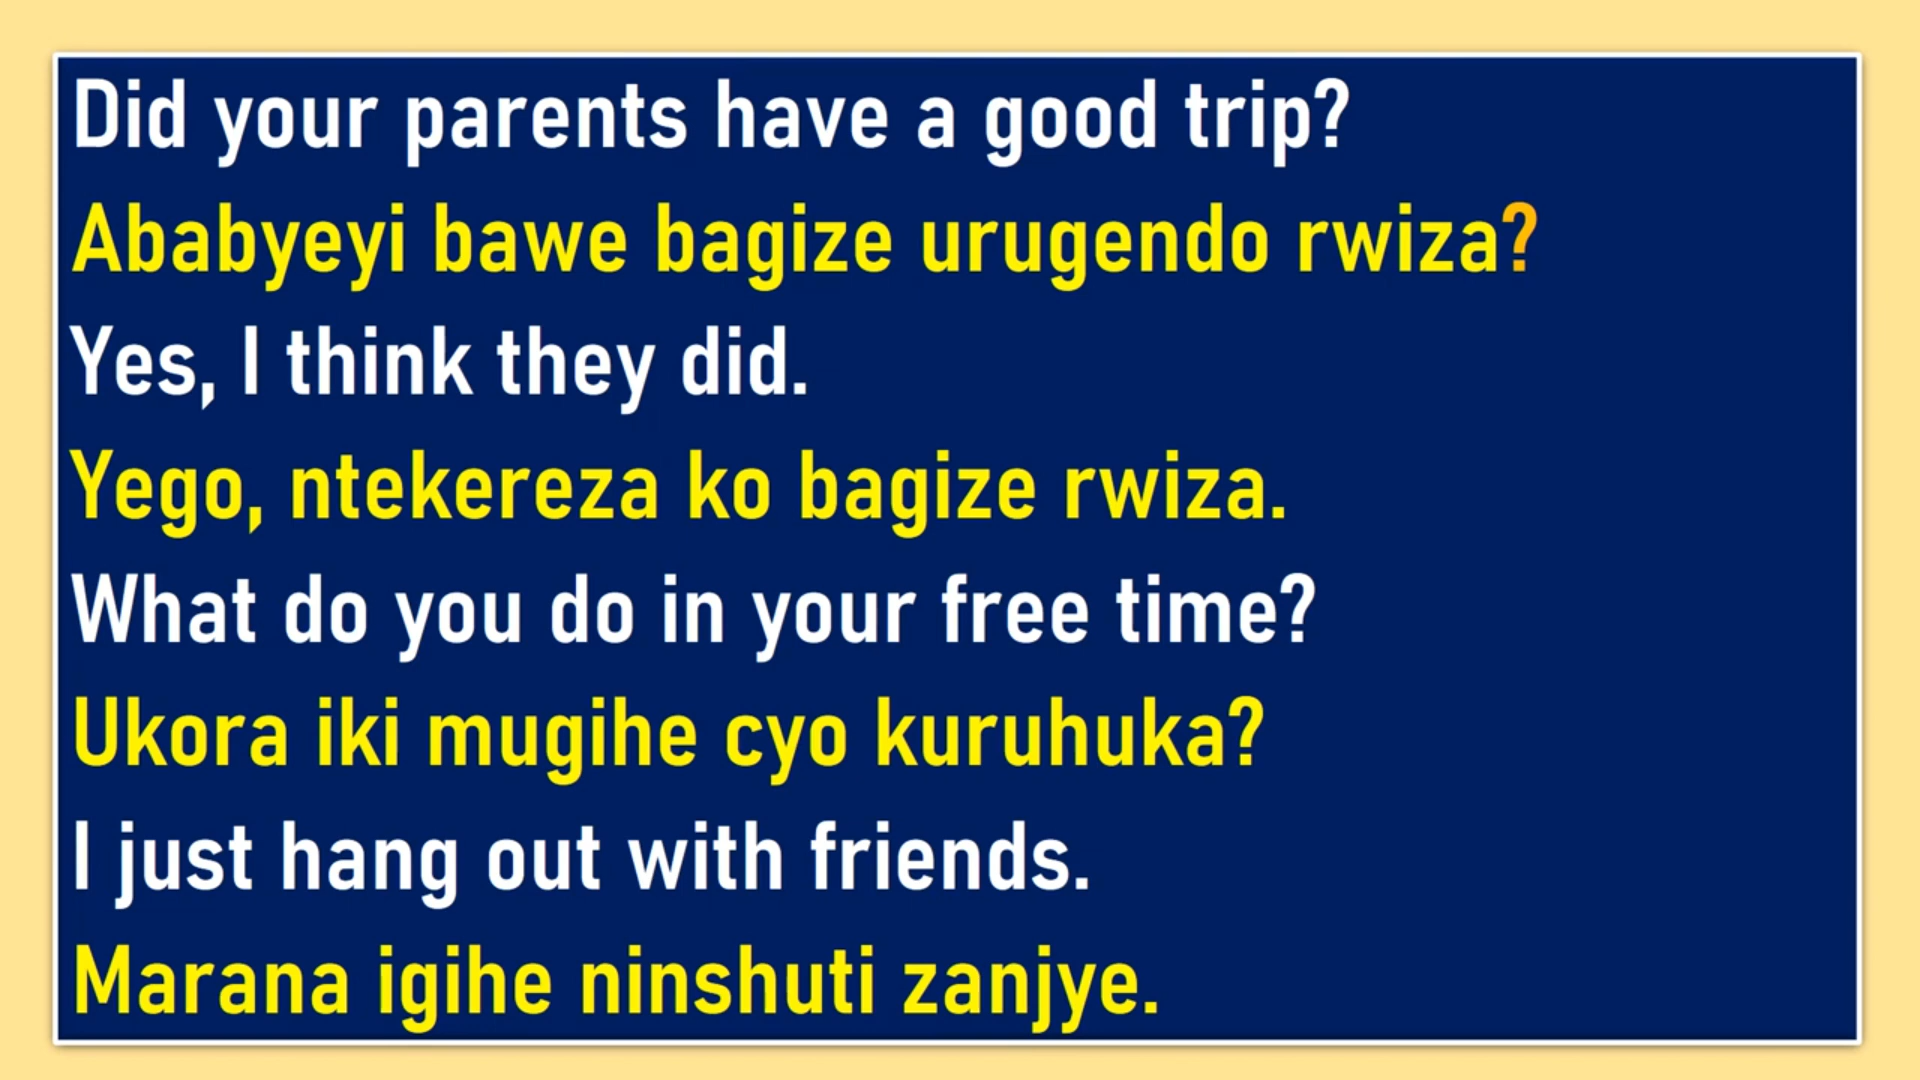 Did your parents have a good trip?
Ababyeyi bawe bagize urugendo rwiza?
Yes, I think they did.
Yego, ntekereza ko bagize rwiza.
What do you do in your free time?
Ukora iki mugihe cyo kuruhuka?
I just hang out with friends.
Marana igihe ninshuti zanjye.